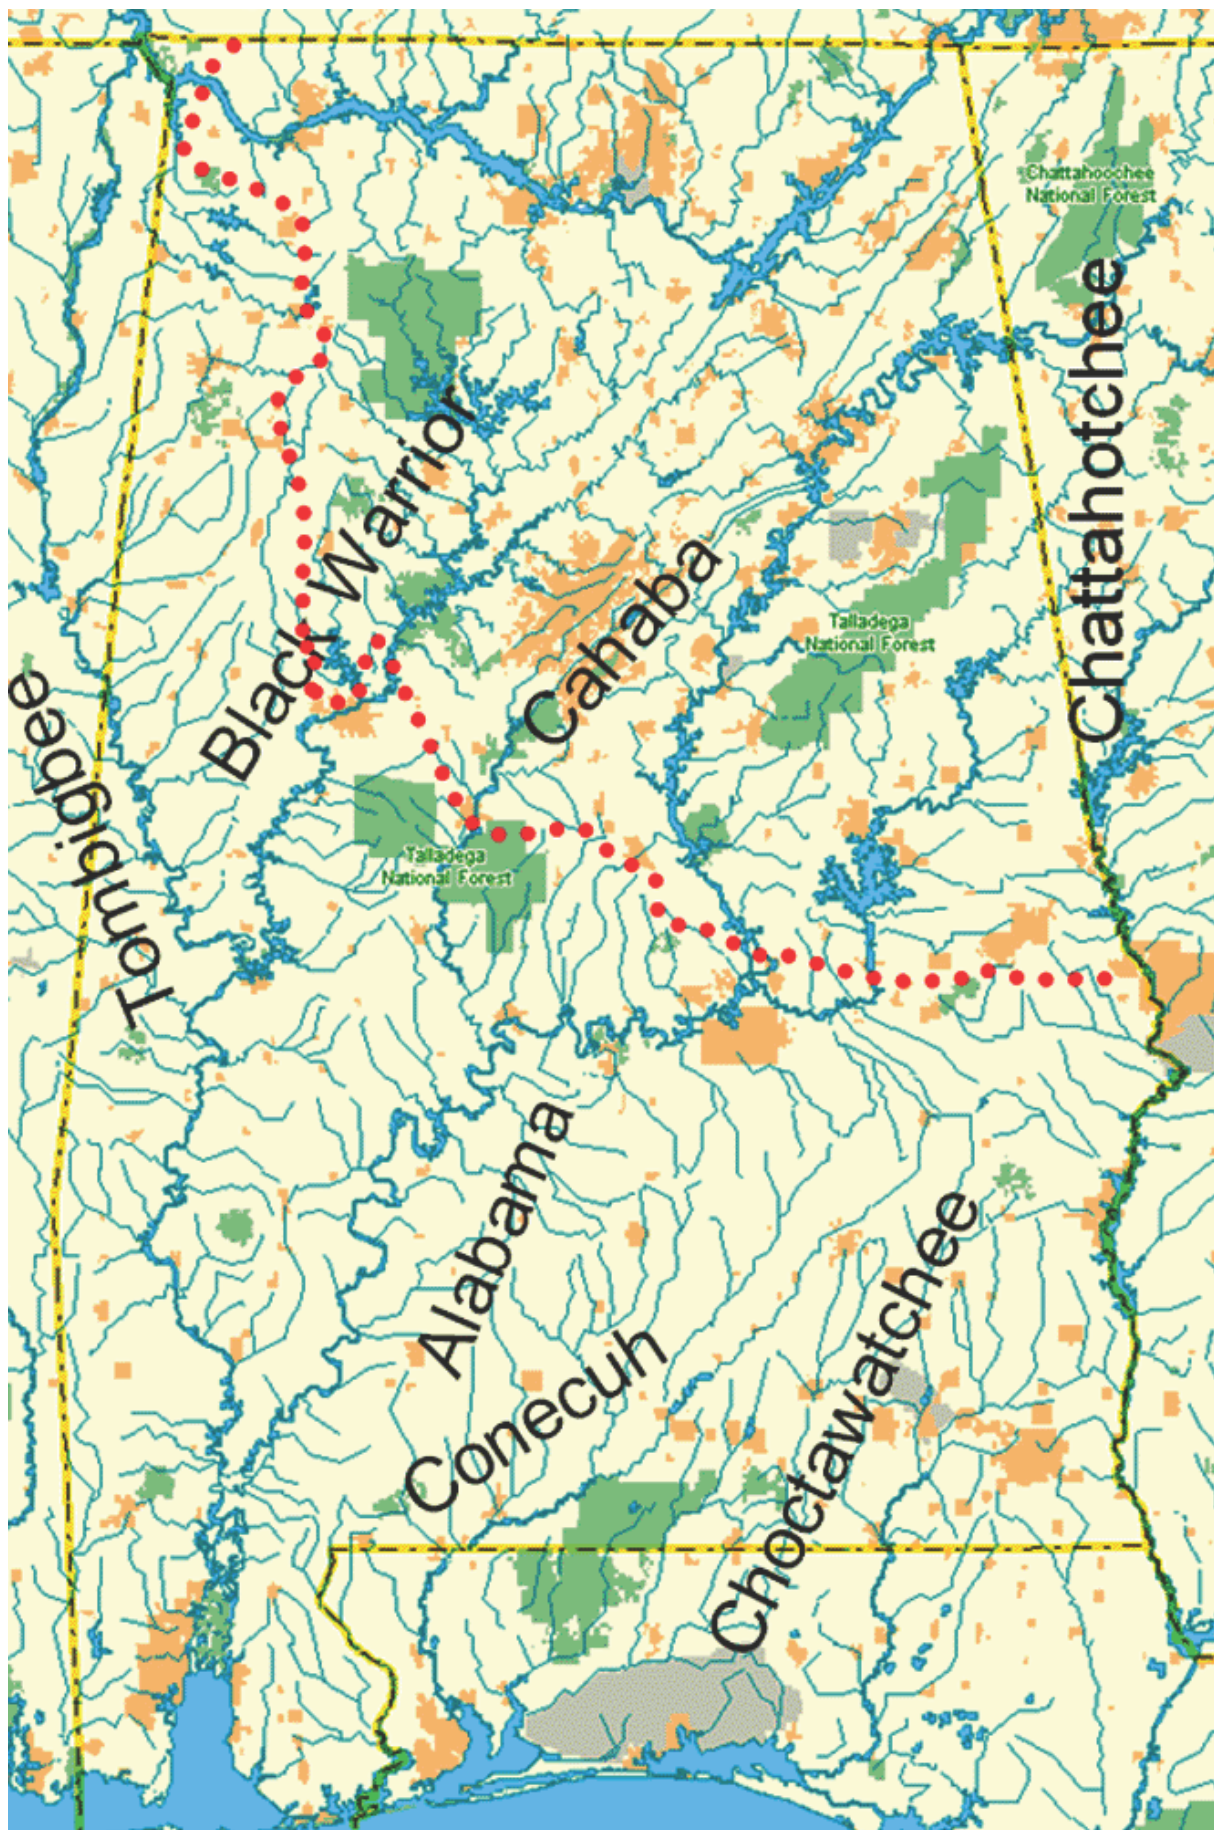 Chattahoochee
National Forest
Chattahotchee
Black Warrior
Cahaba
Talladega
National Forest
Tombigbee
Talladega
National Forest
Alabama
Conecuh
Choctawatchee